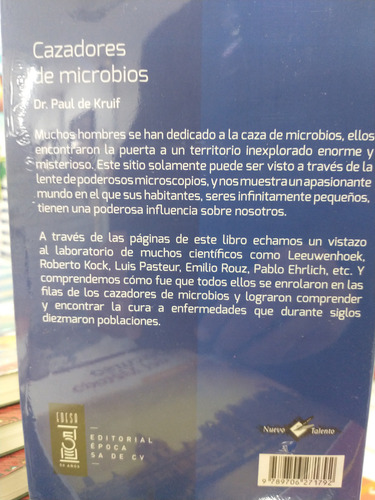 Cazadores
de microbios
Dr. Paul de Kruif
Muchos hombres se han dedicado a la caza de microbios, ellos
encontraron la puerta a un territorio inexplorado enorme y
misterioso. Este sitio solamente puede ser visto a través de la
lente de poderosos microscopios, y nos muestra un apasionante
mundo en el que sus habitantes, seres infinitamente pequeños,
tienen una poderosa influencia sobre nosotros.
A través de las páginas de este libro echamos un vistazo
al laboratorio de muchos científicos como Leeuwenhoek,
Roberto Kock, Luis Pasteur, Emilio Rouz, Pablo Ehrlich, etc. Y
comprendemos cómo fue que todos ellos se enrolaron en las
filas de los cazadores de microbios y lograron comprender
y encontrar la cura a enfermedades que durante siglos
diezmaron poblaciones.
EDITORIAL
ÉPOCA
SA DE CV
Nuevo Talento
9 789706 271792